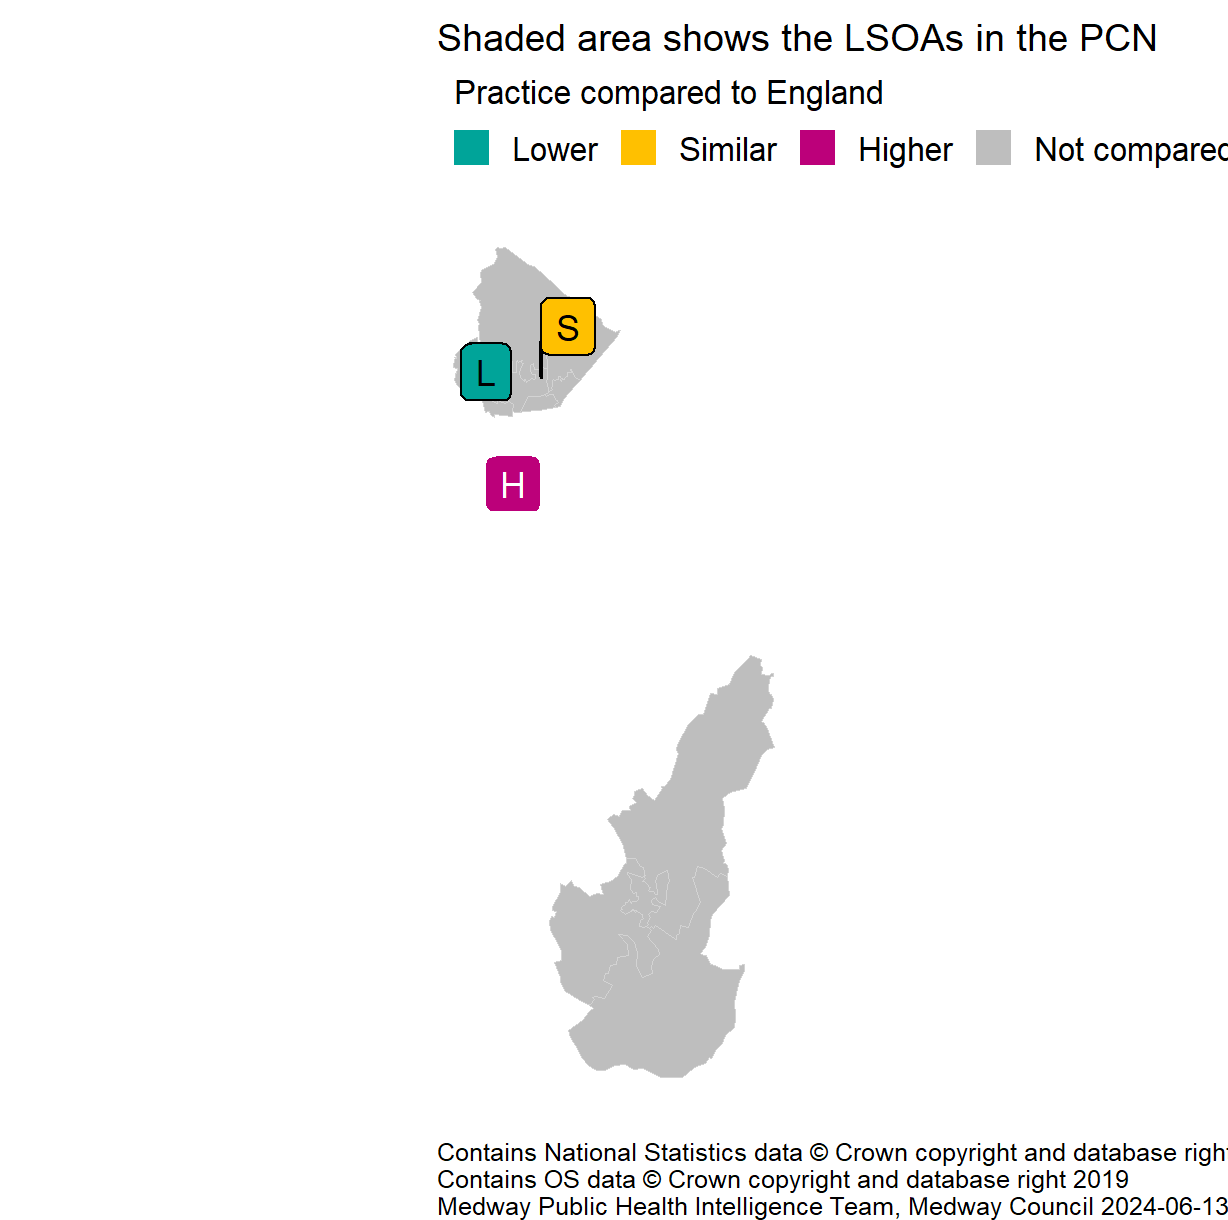 Shaded area shows the LSOAs in the PCN
Practice compared to England
Lower Similar Higher Not compared
S
L
H
Contains National Statistics data © Crown copyright and database right
Contains OS data © Crown copyright and database right 2019
Medway Public Health Intelligence Team, Medway Council 2024-06-13